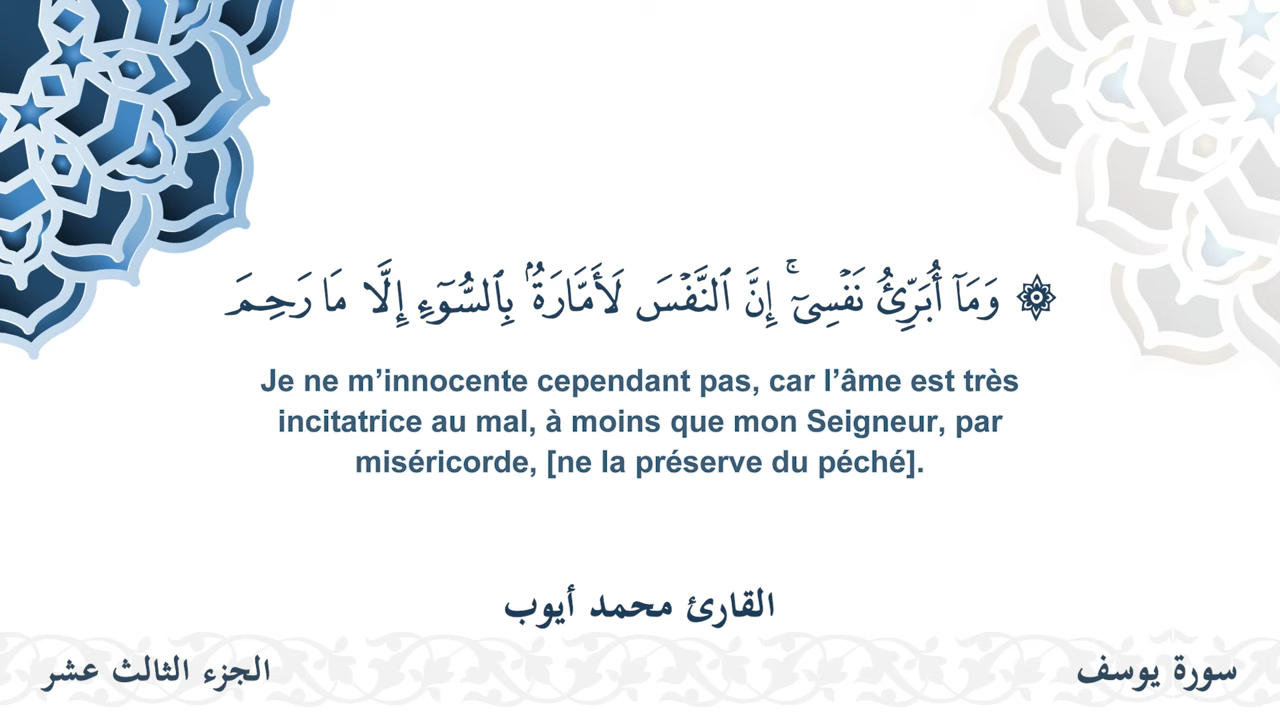 ۞ وَمَآ أُبَرِّئُ نَفْسِىٓ ۚ إِنَّ ٱلنَّفْسَ لَأَمَّارَةٌۢ بِٱلسُّوٓءِ إِلَّا مَا رَحِمَ
Je ne m’innocente cependant pas, car l’âme est très
incitatrice au mal, à moins que mon Seigneur, par
miséricorde, [ne la préserve du péché].
القارئ محمد أيوب
سورة يوسف
الجزء الثالث عشر